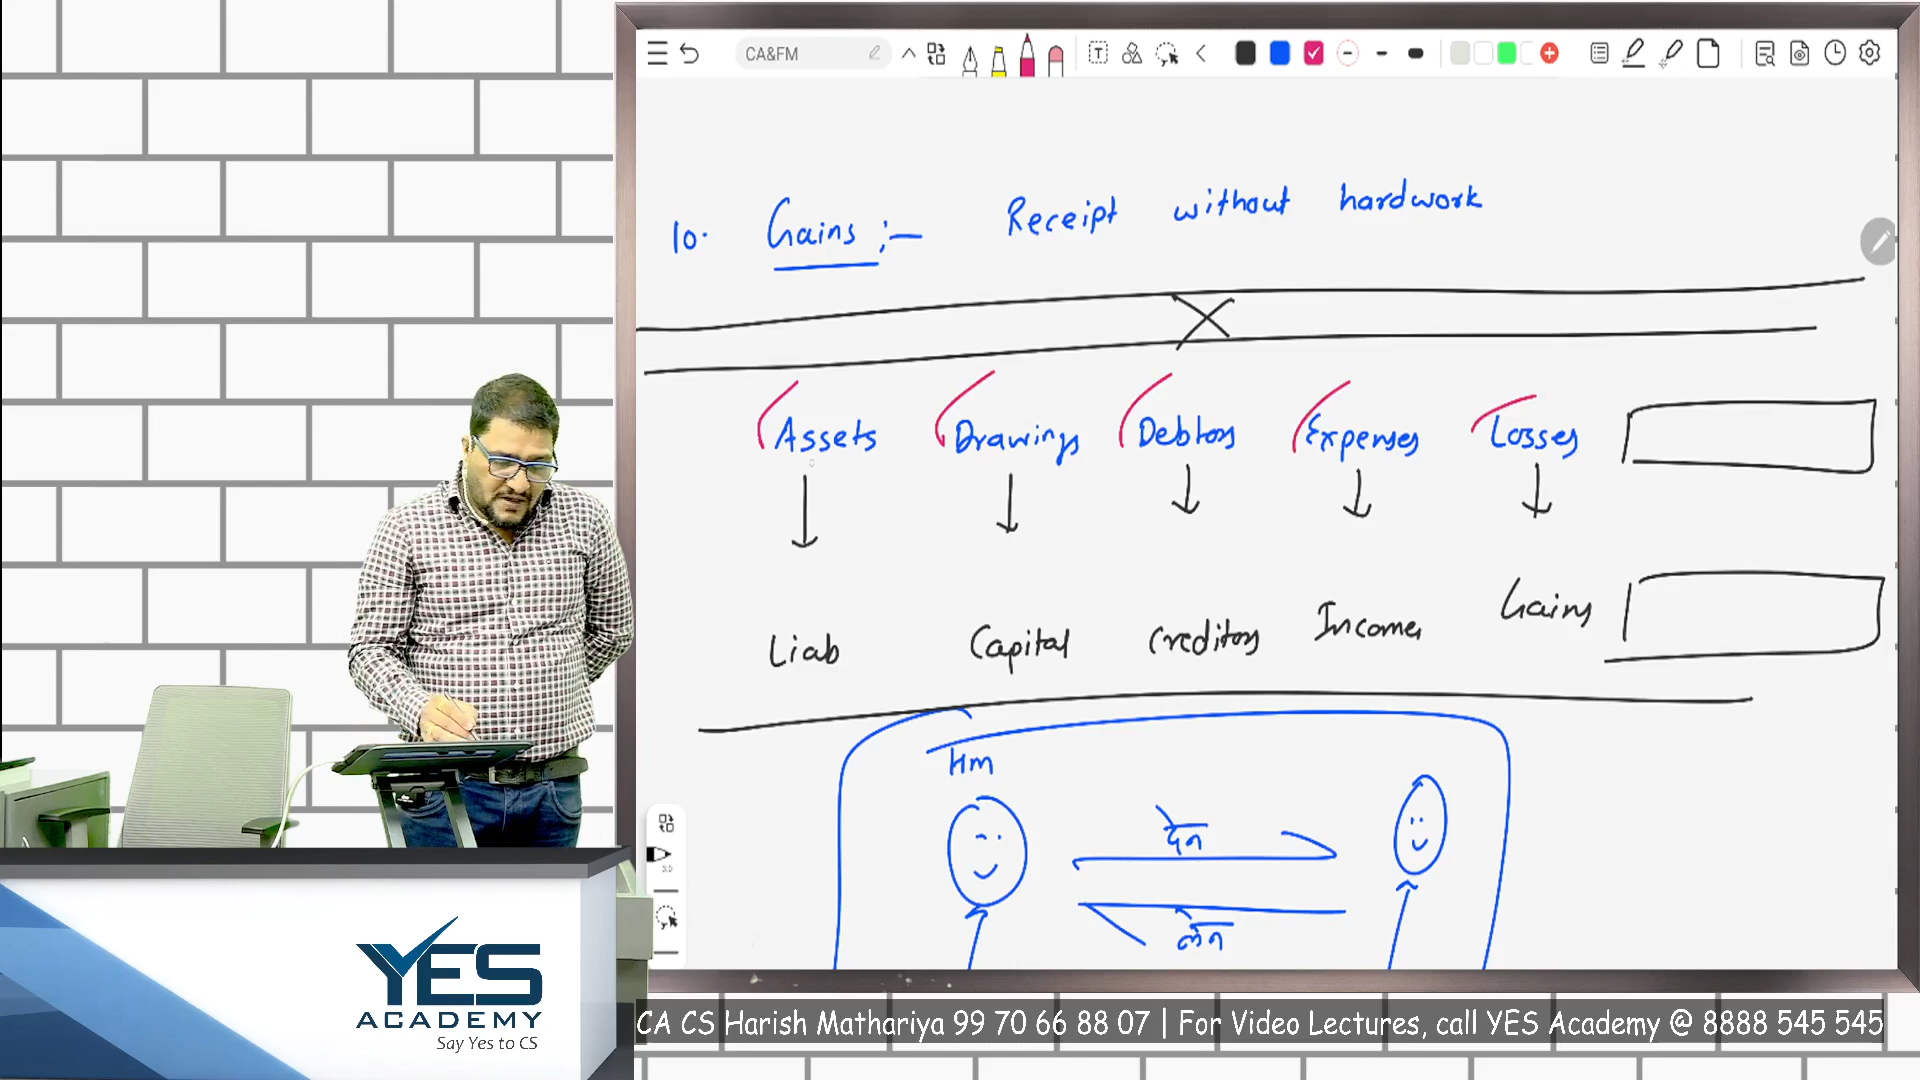 CA&FM
10. Gains :- Receipt without hardwork
Assets Drawings Debtors Expenses Losses
Liab Capital Creditors Incomes Gains
Hm
देन
लेन
YES
ACADEMY
Say Yes to CS
CA CS Harish Mathariya 99 70 66 88 07 | For Video Lectures, call YES Academy @ 8888 545 545